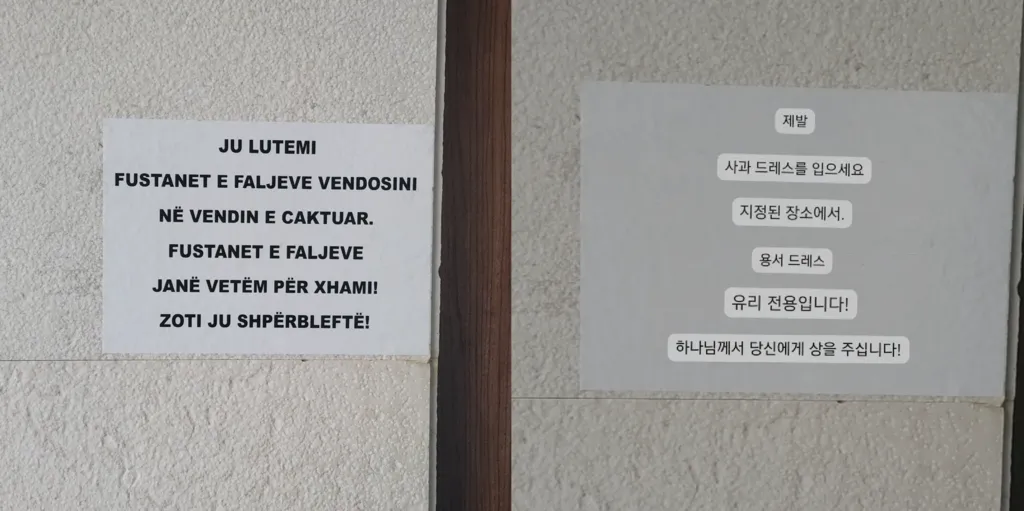 JU LUTEMI
FUSTANET E FALJEVE VENDOSINI
NË VENDIN E CAKTUAR.
FUSTANET E FALJEVE
JANË VETËM PËR XHAMI!
ZOTI JU SHPËRBLEFTË!
제발
사과 드레스를 입으세요
지정된 장소에서.
용서 드레스
유리 전용입니다!
하나님께서 당신에게 상을 주십니다!